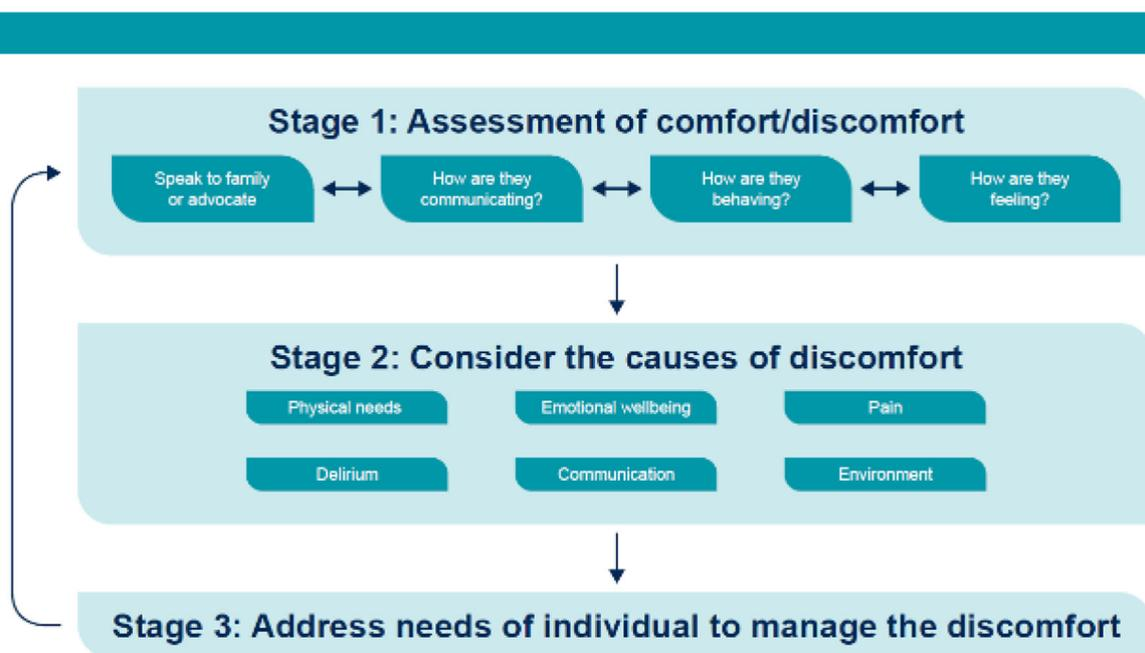 Stage 1: Assessment of comfort/discomfort
Speak to family
or advocate
How are they
communicating?
How are they
behaving?
How are they
feeling?
Stage 2: Consider the causes of discomfort
Physical needs
Emotional wellbeing
Pain
Delirium
Communication
Environment
Stage 3: Address needs of individual to manage the discomfort